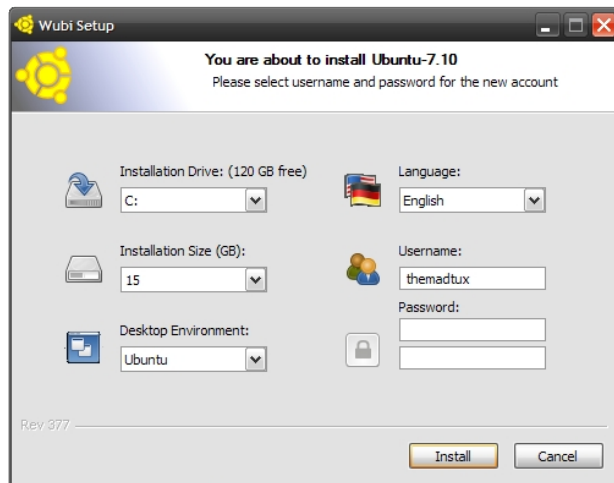 Wubi Setup
You are about to install Ubuntu-7.10
Please select username and password for the new account
Installation Drive: (120 GB free)
C:
Language:
English
Installation Size (GB):
15
Username:
themadtux
Desktop Environment:
Ubuntu
Password:
Rev 377
Install
Cancel